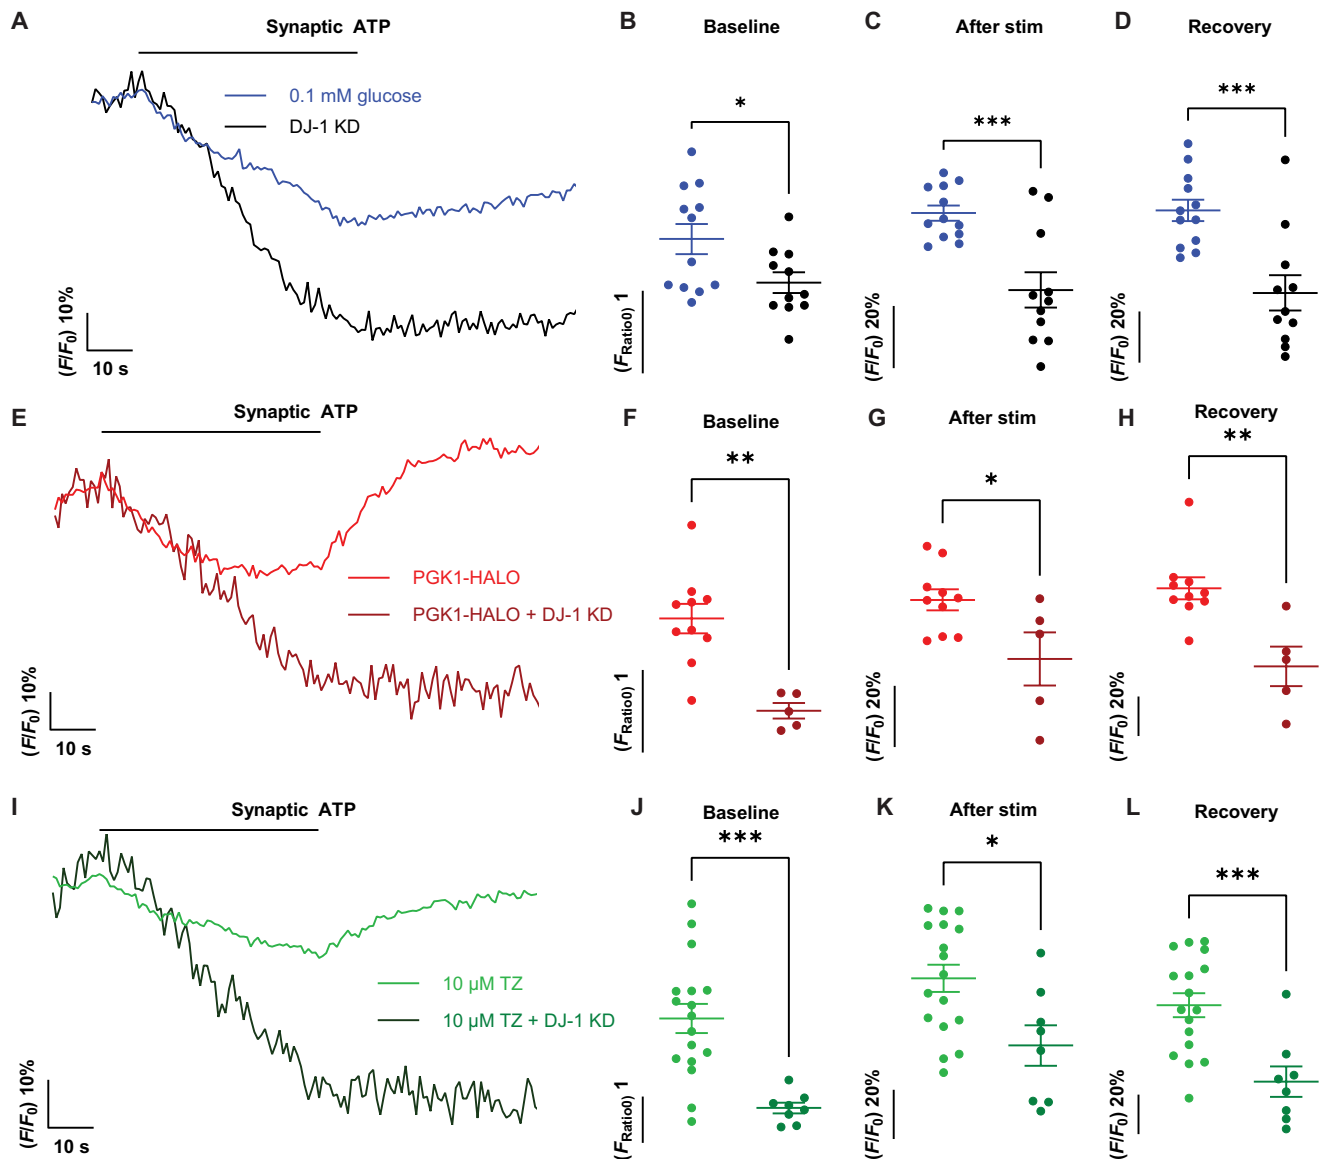 A
Synaptic ATP
0.1 mM glucose
DJ-1 KD
(F/F0) 10%
10 s
B
Baseline
*
(FRatio0) 1
C
After stim
***
(F/F0) 20%
D
Recovery
***
(F/F0) 20%
E
Synaptic ATP
PGK1-HALO
PGK1-HALO + DJ-1 KD
(F/F0) 10%
10 s
F
Baseline
**
(FRatio0) 1
G
After stim
*
(F/F0) 20%
H
Recovery
**
(F/F0) 20%
I
Synaptic ATP
10 µM TZ
10 µM TZ + DJ-1 KD
(F/F0) 10%
10 s
J
Baseline
***
(FRatio0) 1
K
After stim
*
(F/F0) 20%
L
Recovery
***
(F/F0) 20%